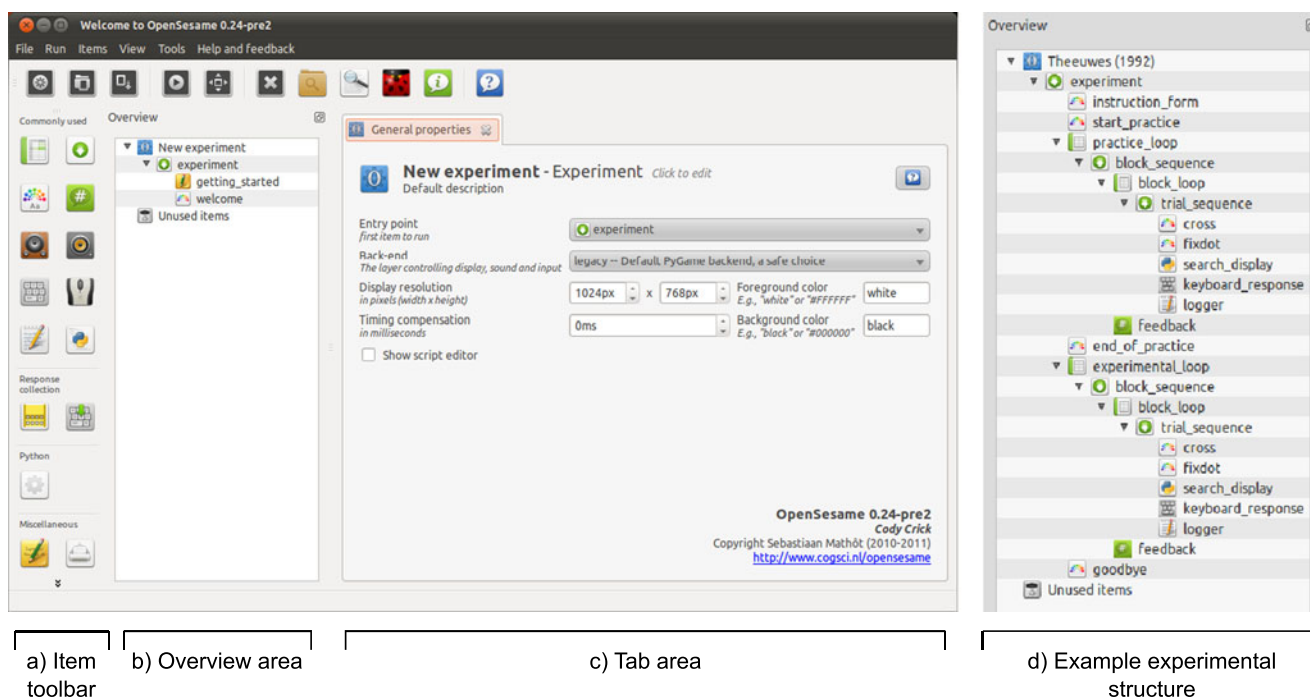 Welcome to OpenSesame 0.24-pre2
File Run Items View Tools Help and feedback
Commonly used
Aa
#
Response
collection
Python
Miscellaneous
Overview
New experiment
experiment
getting_started
welcome
Unused items
General properties
New experiment - Experiment Click to edit
Default description
Entry point
first item to run
experiment
Back-end
The layer controlling display, sound and input
legacy -- Default PyGame backend, a safe choice
Display resolution
in pixels (width x height)
1024px x 768px
Foreground color
E.g., "white" or "#FFFFFF"
white
Timing compensation
in milliseconds
0ms
Background color
E.g., "black" or "#000000"
black
Show script editor
OpenSesame 0.24-pre2
Cody Crick
Copyright Sebastiaan Mathôt (2010-2011)
http://www.cogsci.nl/opensesame
Overview
Theeuwes (1992)
experiment
instruction_form
start_practice
practice_loop
block_sequence
block_loop
trial_sequence
cross
fixdot
search_display
keyboard_response
logger
feedback
end_of_practice
experimental_loop
block_sequence
block_loop
trial_sequence
cross
fixdot
search_display
keyboard_response
logger
feedback
goodbye
Unused items
a) Item
toolbar
b) Overview area
c) Tab area
d) Example experimental
structure